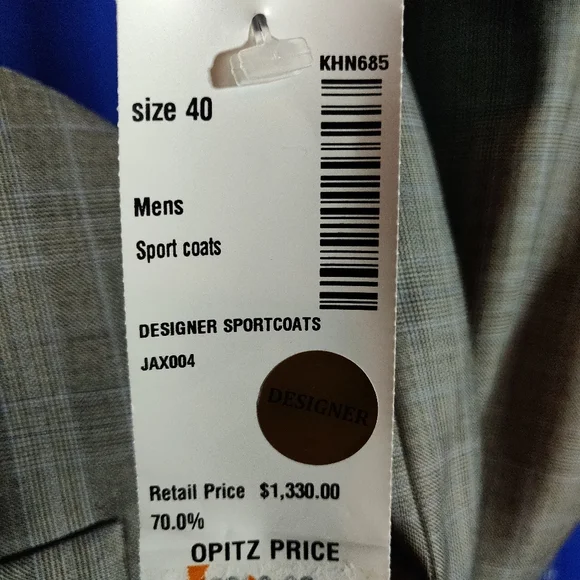 KHN685
size 40
Mens
Sport coats
DESIGNER SPORTCOATS
JAX004
DESIGNER
Retail Price $1,330.00
70.0%
OPITZ PRICE